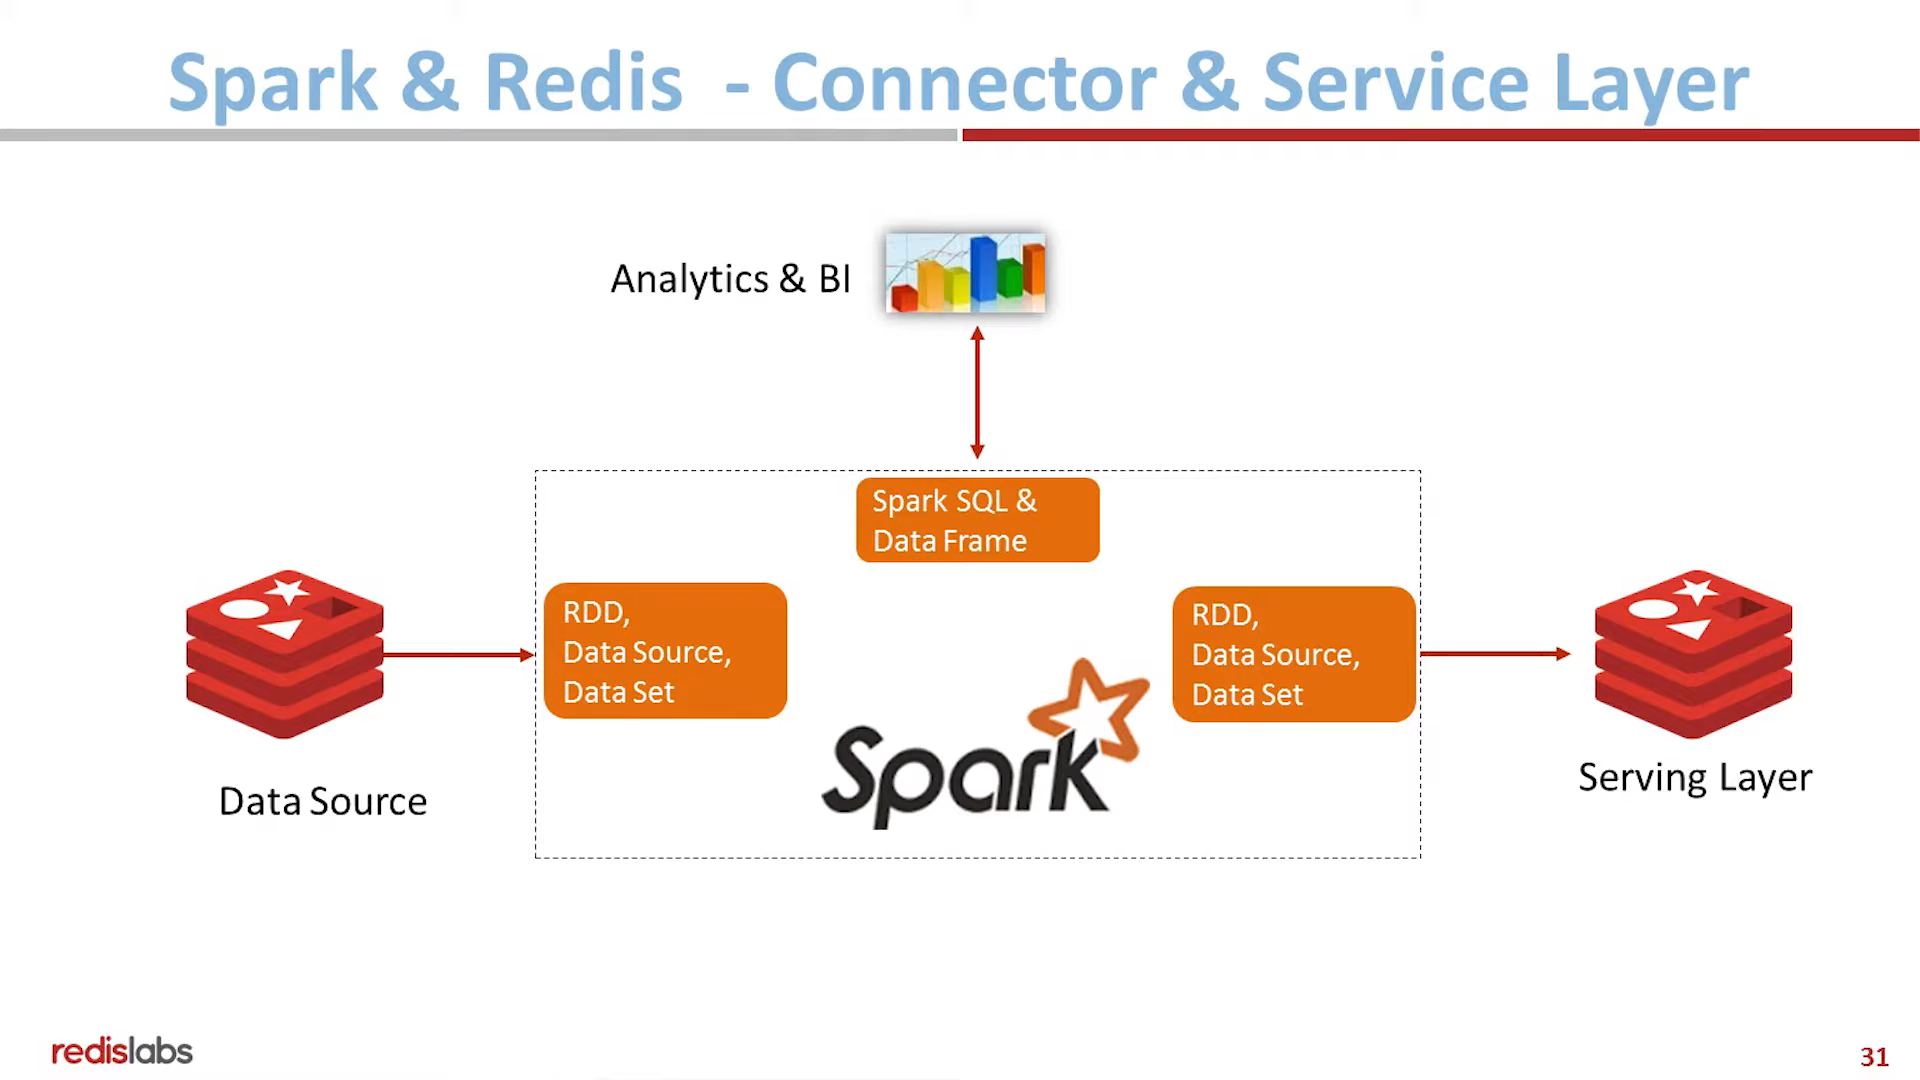 Spark & Redis - Connector & Service Layer
Analytics & BI
Spark SQL &
Data Frame
RDD,
Data Source,
Data Set
RDD,
Data Source,
Data Set
Spark
Data Source
Serving Layer
redislabs
31